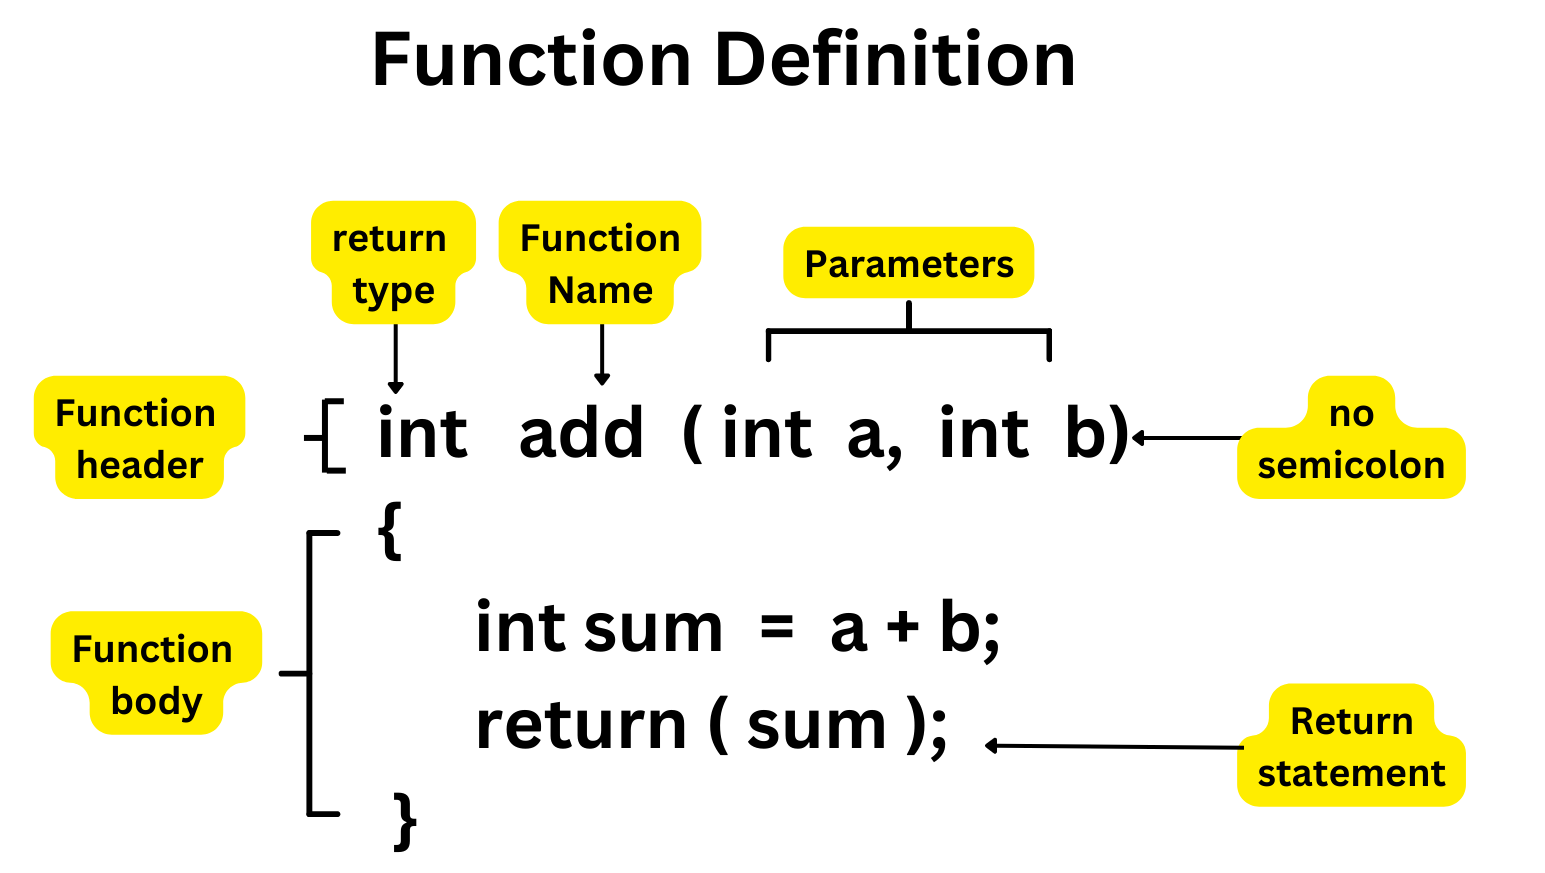 Function Definition
return
type
Function
Name
Parameters
Function
header
int add ( int a, int b)
no
semicolon
{
Function
body
int sum = a + b;
return ( sum );
Return
statement
}